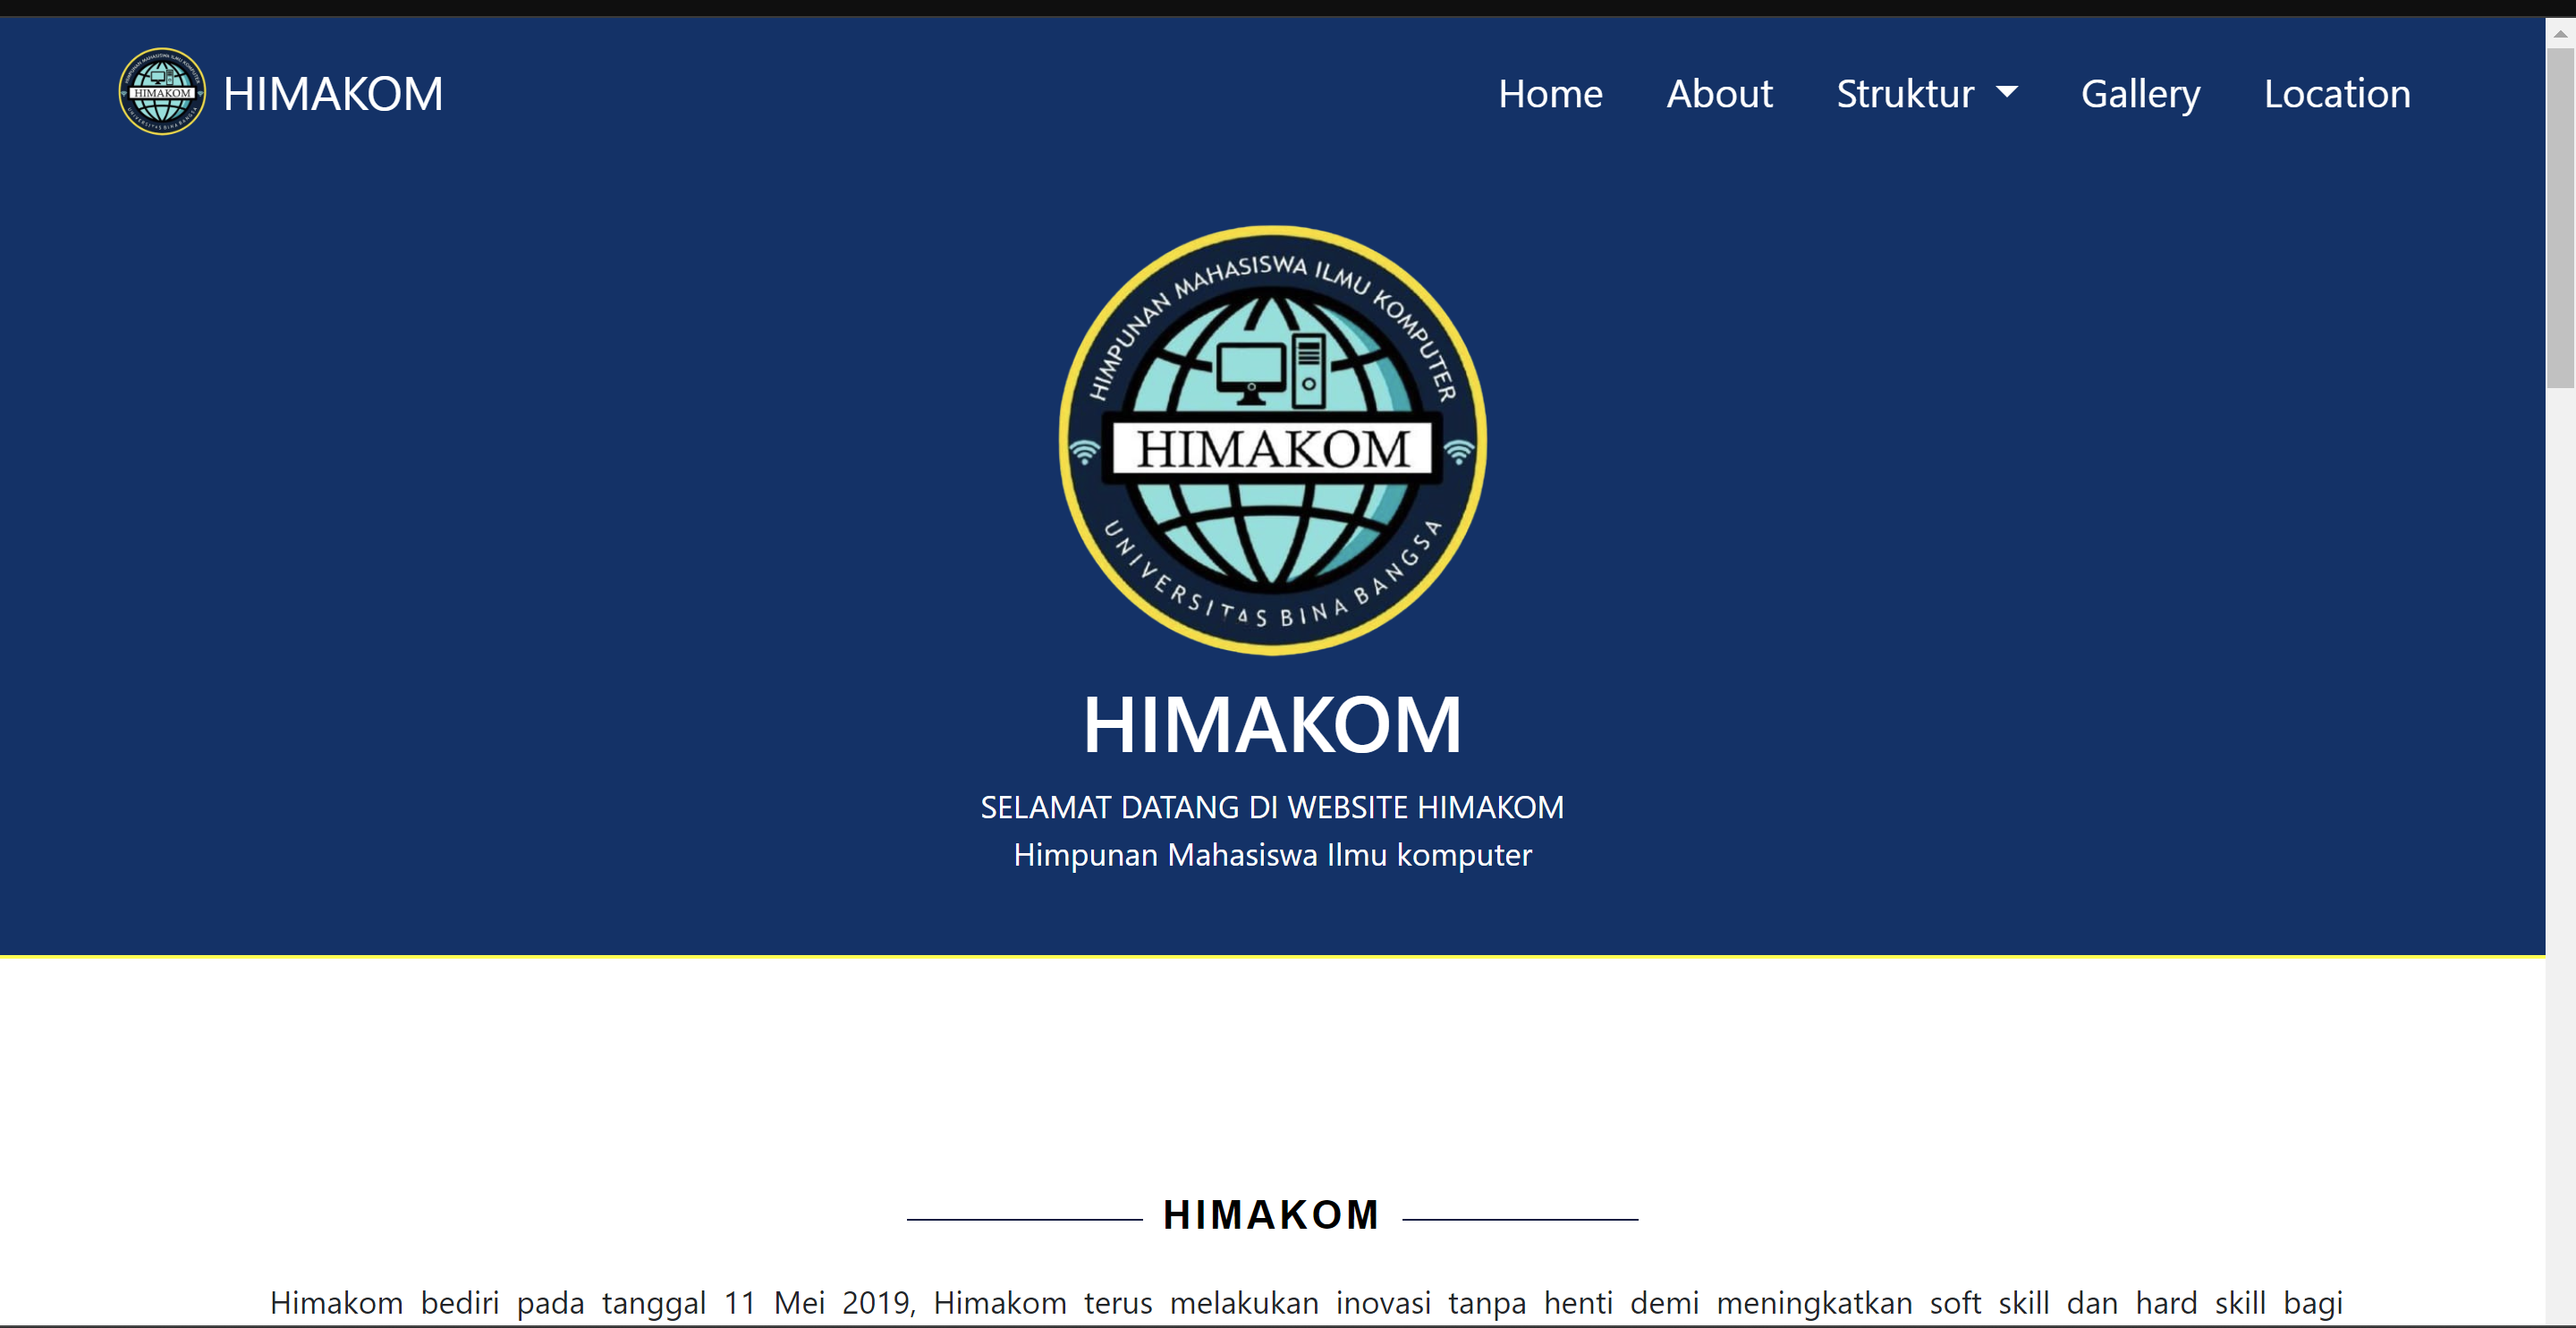 HIMAKOM
Home About Struktur Gallery Location
HIMPUNAN MAHASISWA ILMU KOMPUTER
HIMAKOM
UNIVERSITAS BINA BANGSA
HIMAKOM
SELAMAT DATANG DI WEBSITE HIMAKOM
Himpunan Mahasiswa Ilmu komputer
HIMAKOM
Himakom bediri pada tanggal 11 Mei 2019, Himakom terus melakukan inovasi tanpa henti demi meningkatkan soft skill dan hard skill bagi